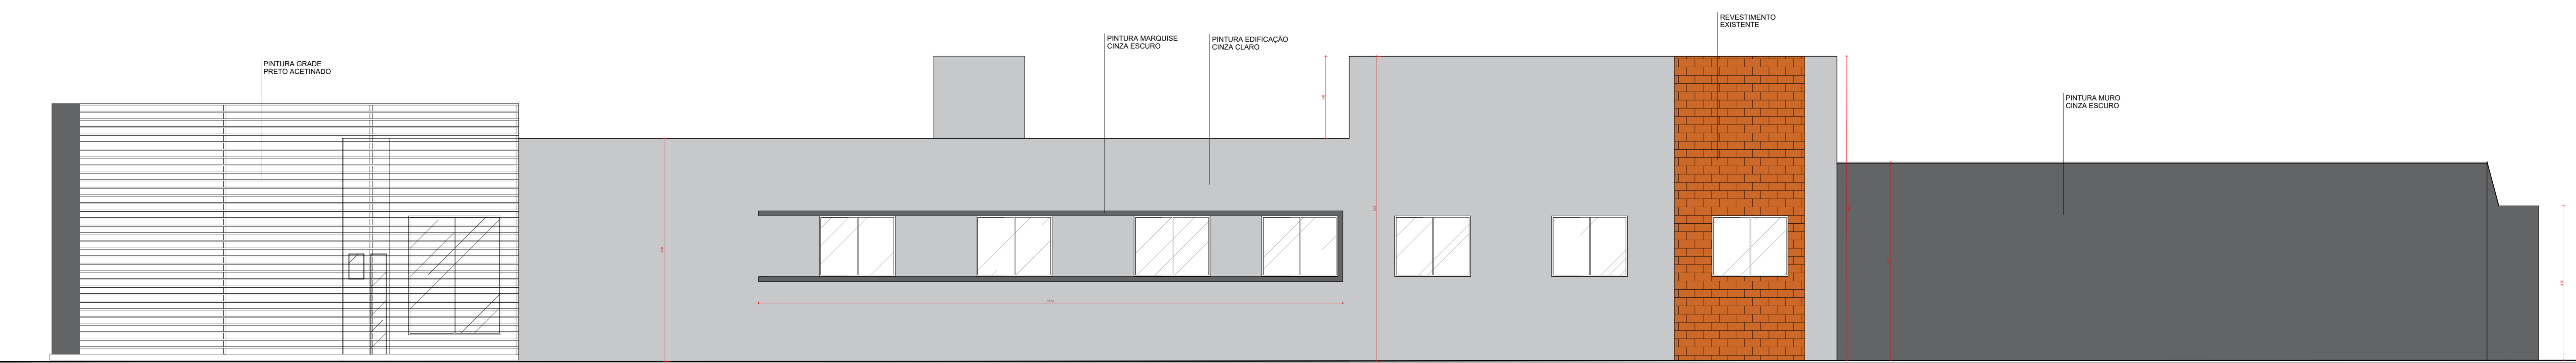 PINTURA GRADE
PRETO ACETINADO
PINTURA MARQUISE
CINZA ESCURO
PINTURA EDIFICAÇÃO
CINZA CLARO
REVESTIMENTO
EXISTENTE
PINTURA MURO
CINZA ESCURO